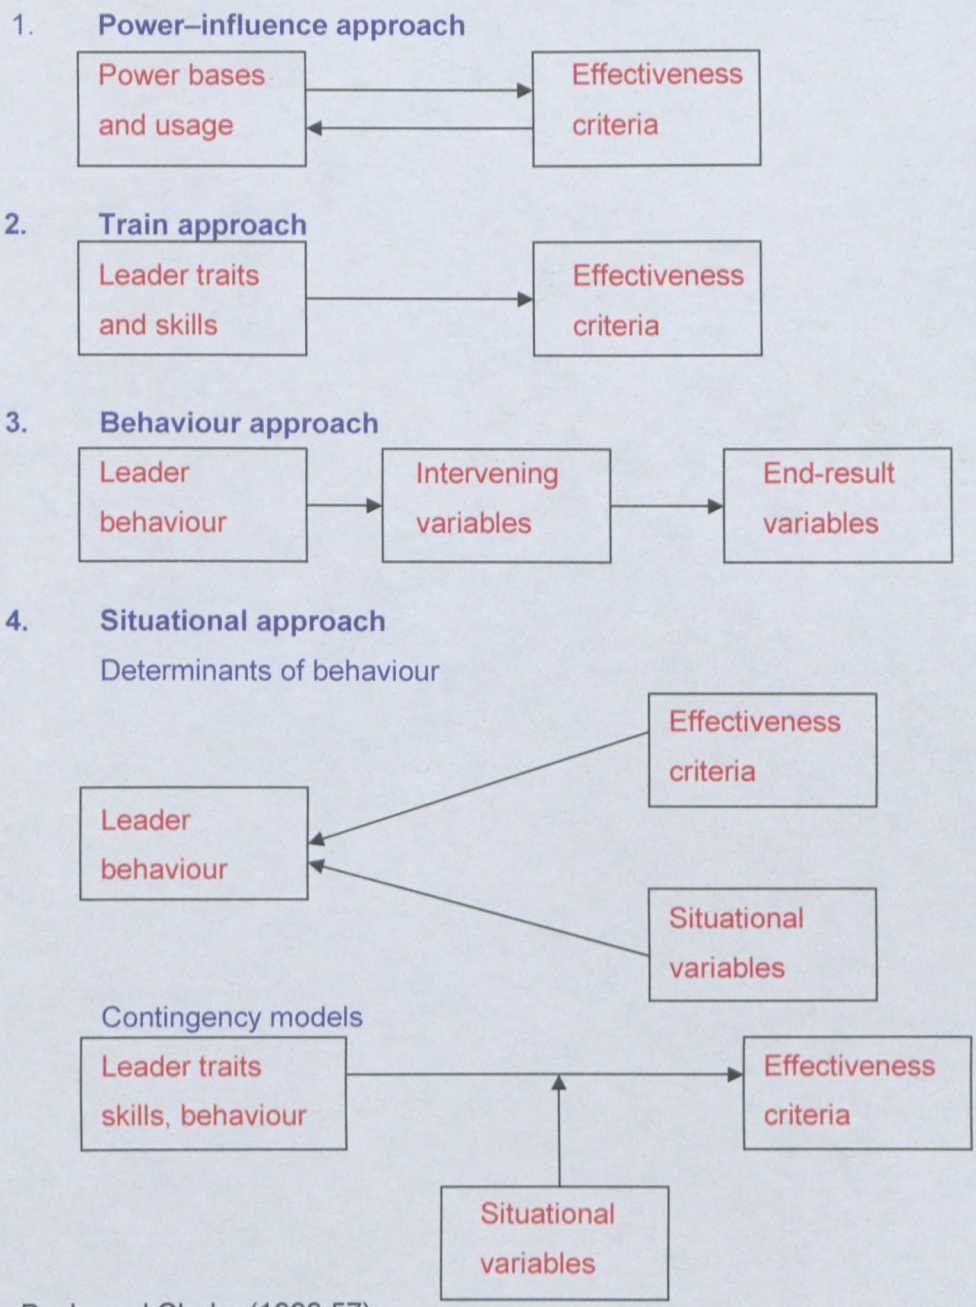 1. Power–influence approach
Power bases
and usage
Effectiveness
criteria
2. Train approach
Leader traits
and skills
Effectiveness
criteria
3. Behaviour approach
Leader
behaviour
Intervening
variables
End-result
variables
4. Situational approach
Determinants of behaviour
Effectiveness
criteria
Leader
behaviour
Situational
variables
Contingency models
Leader traits
skills, behaviour
Effectiveness
criteria
Situational
variables